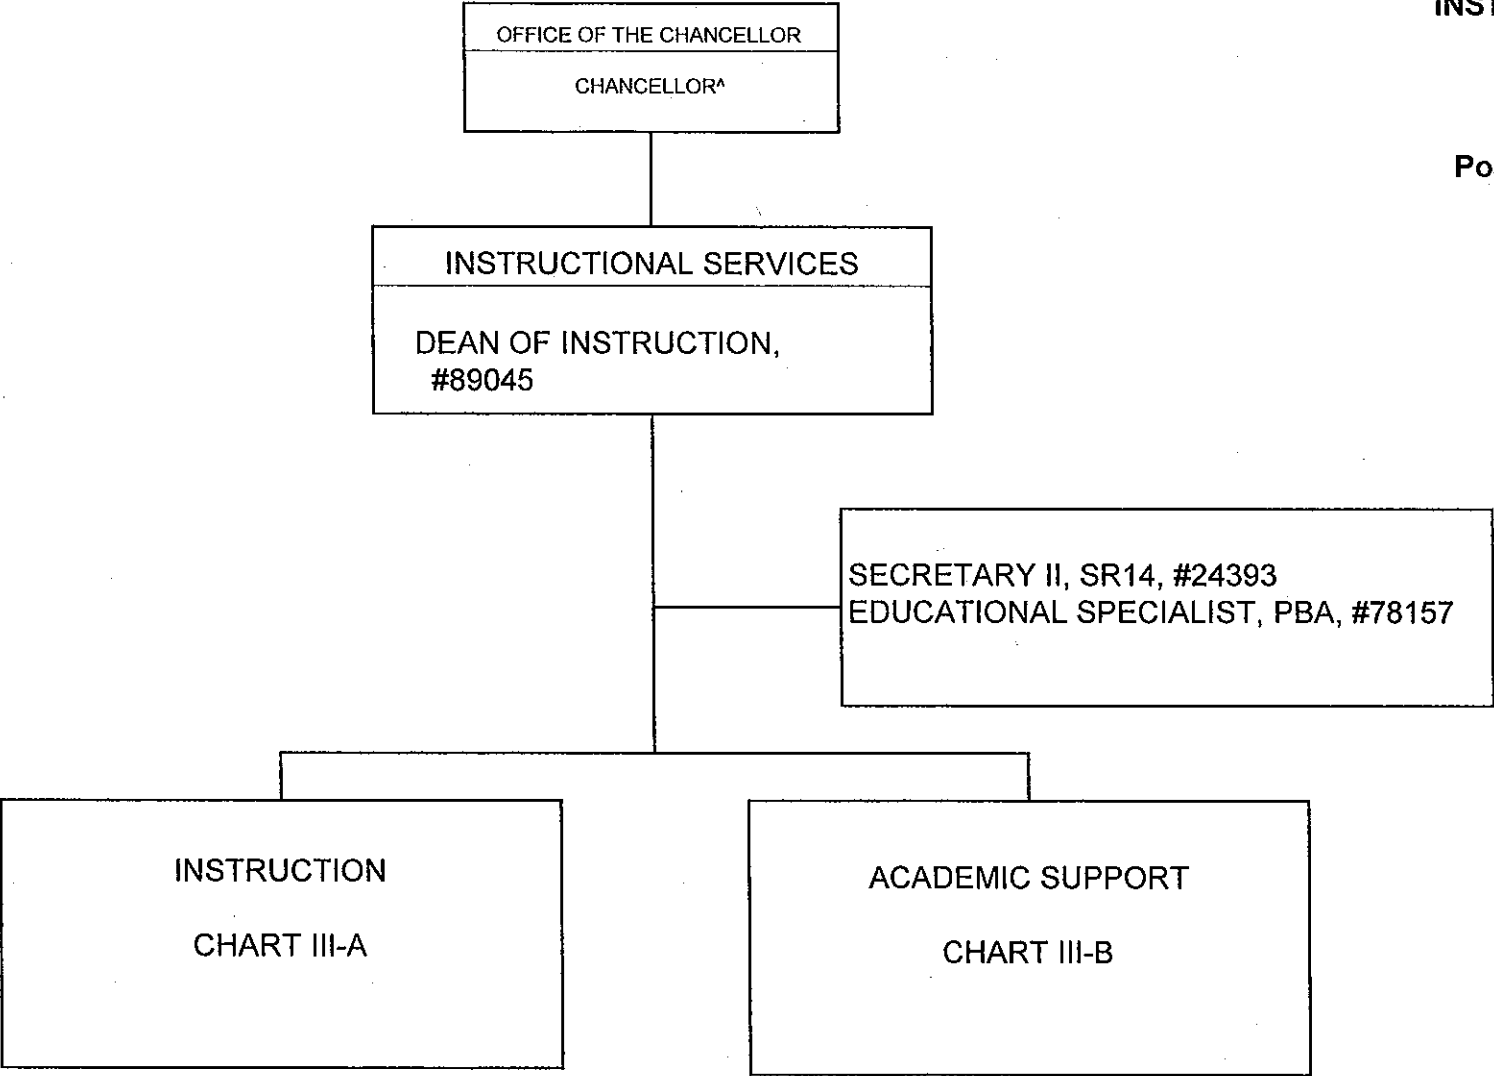 OFFICE OF THE CHANCELLOR
CHANCELLOR^
INSTRUCTIONAL SERVICES
DEAN OF INSTRUCTION,
#89045
SECRETARY II, SR14, #24393
EDUCATIONAL SPECIALIST, PBA, #78157
INSTRUCTION
CHART III-A
ACADEMIC SUPPORT
CHART III-B